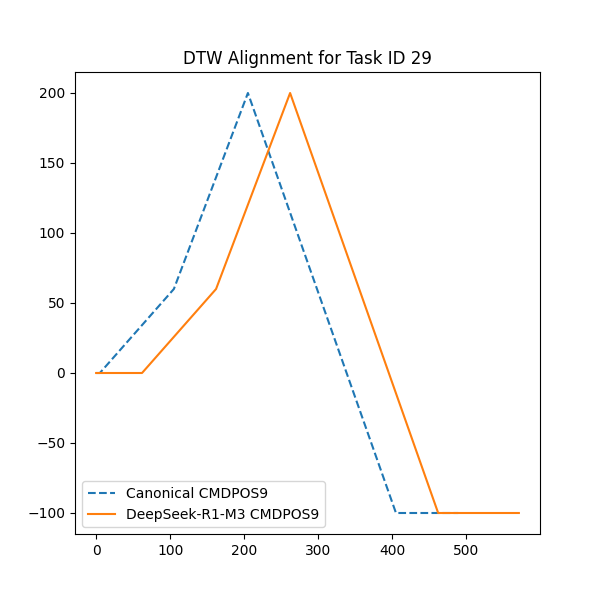 DTW Alignment for Task ID 29
200
150
100
50
0
−50
−100
Canonical CMDPOS9
DeepSeek-R1-M3 CMDPOS9
0 100 200 300 400 500